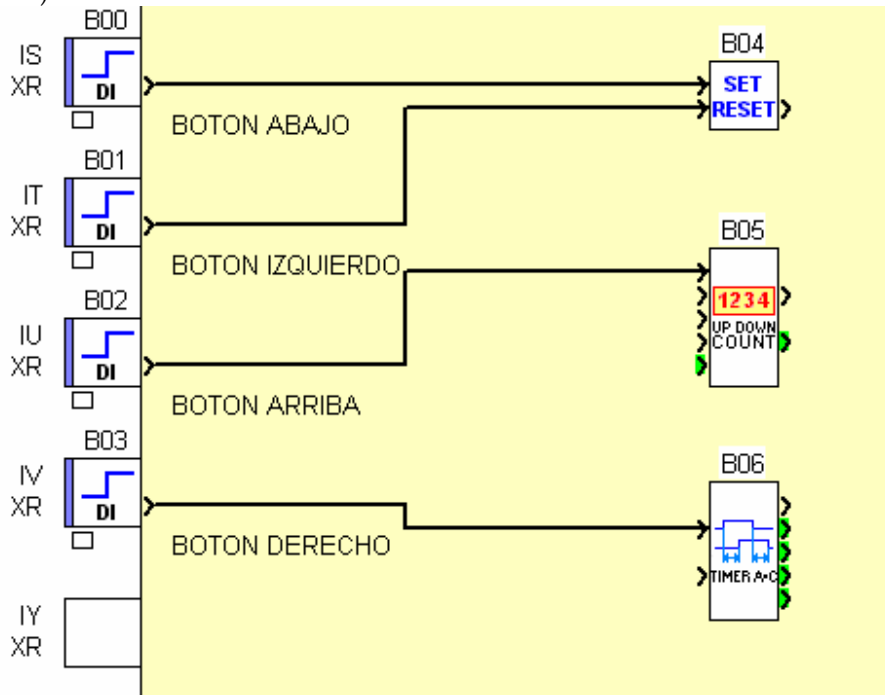 )
B00
IS
XR
DI
BOTON ABAJO
B01
IT
XR
DI
BOTON IZQUIERDO
B02
IU
XR
DI
BOTON ARRIBA
B03
IV
XR
DI
BOTON DERECHO
IY
XR
B04
SET
RESET
B05
1234
UP DOWN
COUNT
B06
TIMER A•C